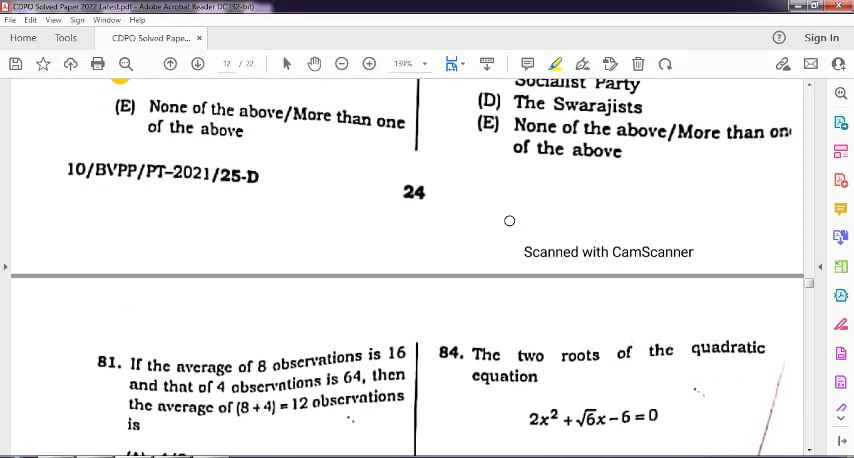 CDPO Solved Paper 2022 Latest.pdf - Adobe Acrobat Reader DC (32-bit)
File Edit View Sign Window Help
Home Tools CDPO Solved Pape... × Sign In
12 / 22 139%
(E) None of the above/More than one
of the above
10/BVPP/PT–2021/25-D
Socialist Party
(D) The Swarajists
(E) None of the above/More than on
of the above
24
Scanned with CamScanner
81. If the average of 8 observations is 16
and that of 4 observations is 64, then
the average of (8 + 4) = 12 observations
is
84. The two roots of the quadratic
equation
2x² + √6x – 6 = 0